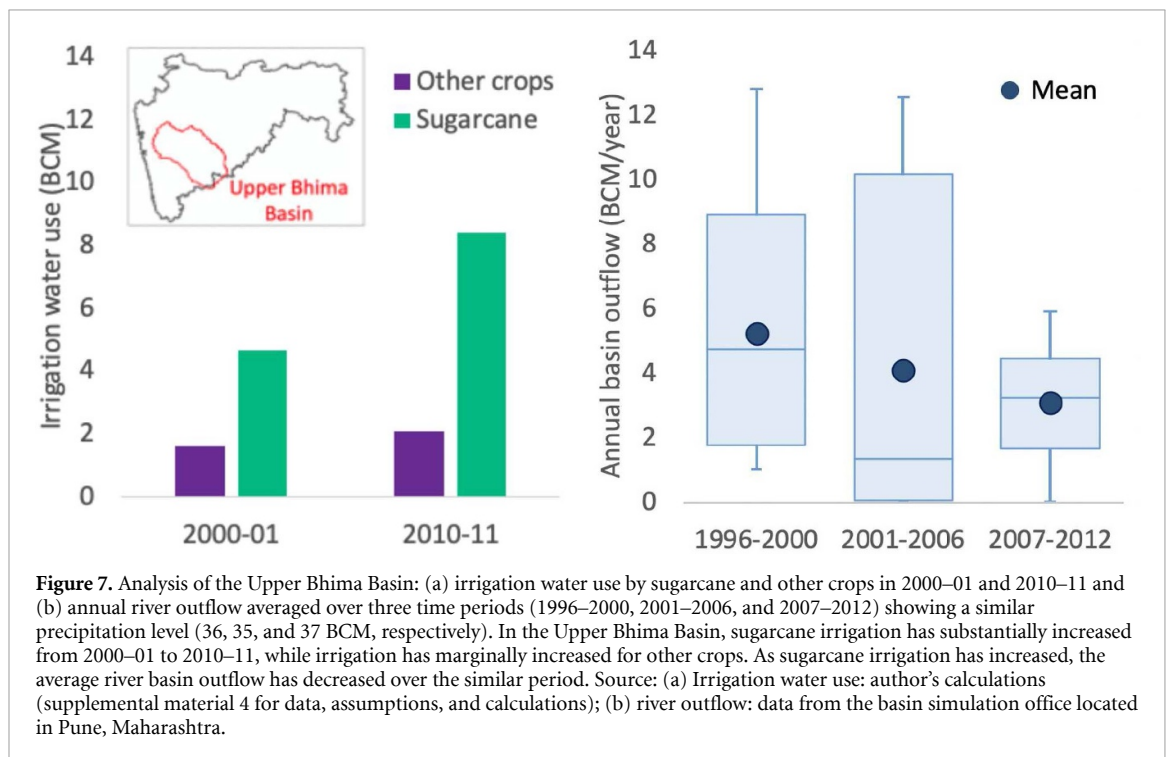 14
12
10
8
6
4
2
0
Irrigation water use (BCM)
Upper Bhima
Basin
Other crops
Sugarcane
2000-01
2010-11
14
12
10
8
6
4
2
0
Annual basin outflow (BCM/year)
Mean
1996-2000
2001-2006
2007-2012
Figure 7. Analysis of the Upper Bhima Basin: (a) irrigation water use by sugarcane and other crops in 2000–01 and 2010–11 and
(b) annual river outflow averaged over three time periods (1996–2000, 2001–2006, and 2007–2012) showing a similar
precipitation level (36, 35, and 37 BCM, respectively). In the Upper Bhima Basin, sugarcane irrigation has substantially increased
from 2000–01 to 2010–11, while irrigation has marginally increased for other crops. As sugarcane irrigation has increased, the
average river basin outflow has decreased over the similar period. Source: (a) Irrigation water use: author's calculations
(supplemental material 4 for data, assumptions, and calculations); (b) river outflow: data from the basin simulation office located
in Pune, Maharashtra.